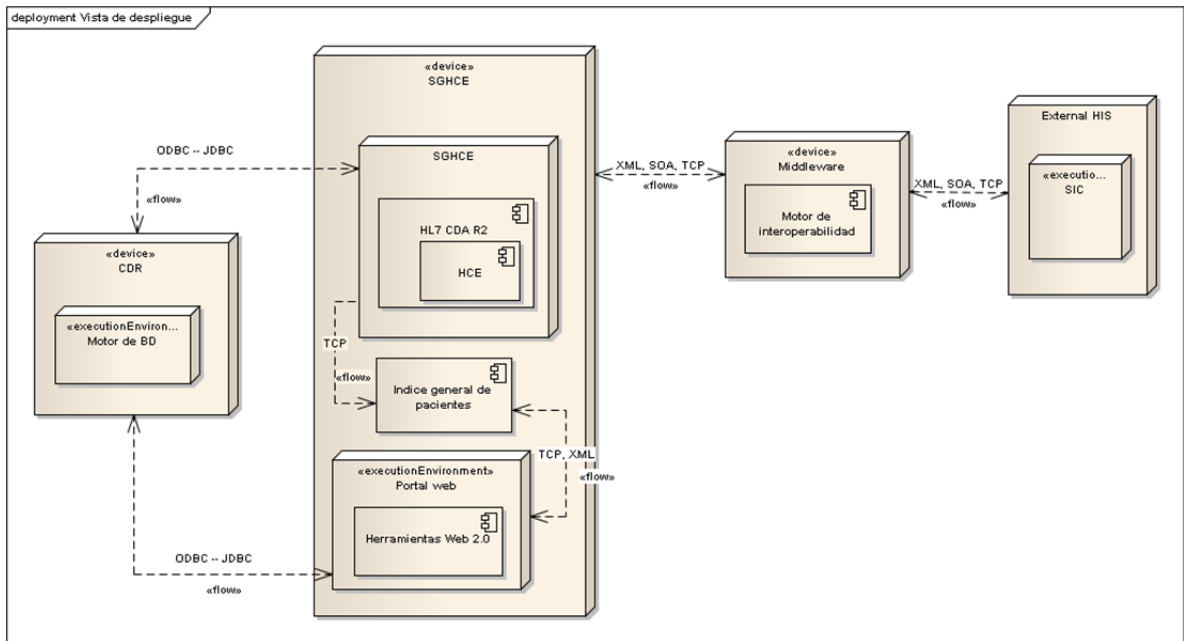 deployment Vista de despliegue
«device»
SGHCE
SGHCE
HL7 CDA R2
HCE
ODBC -- JDBC
«flow»
«device»
CDR
«executionEnviron...
Motor de BD
TCP
«flow»
Indice general de
pacientes
TCP, XML
«flow»
«executionEnvironment»
Portal web
Herramientas Web 2.0
ODBC -- JDBC
«flow»
XML, SOA, TCP
«flow»
«device»
Middleware
Motor de
interoperabilidad
XML, SOA, TCP
«flow»
External HIS
«executio...
SIC